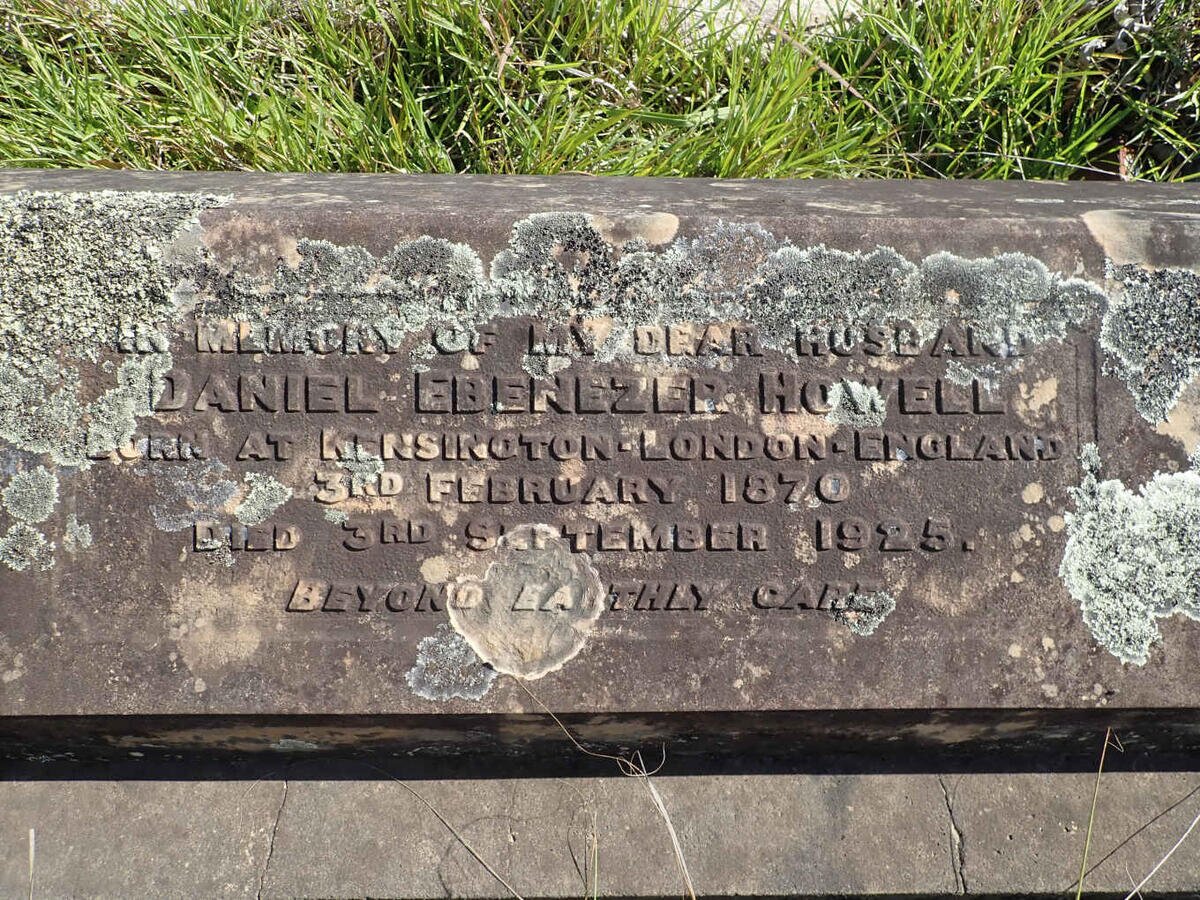 IN MEMORY OF MY DEAR HUSBAND
DANIEL EBENEZER HOWELL
BORN AT KENSINGTON-LONDON-ENGLAND
3RD FEBRUARY 1870
DIED 3RD SEPTEMBER 1925.
BEYOND EARTHLY CARE